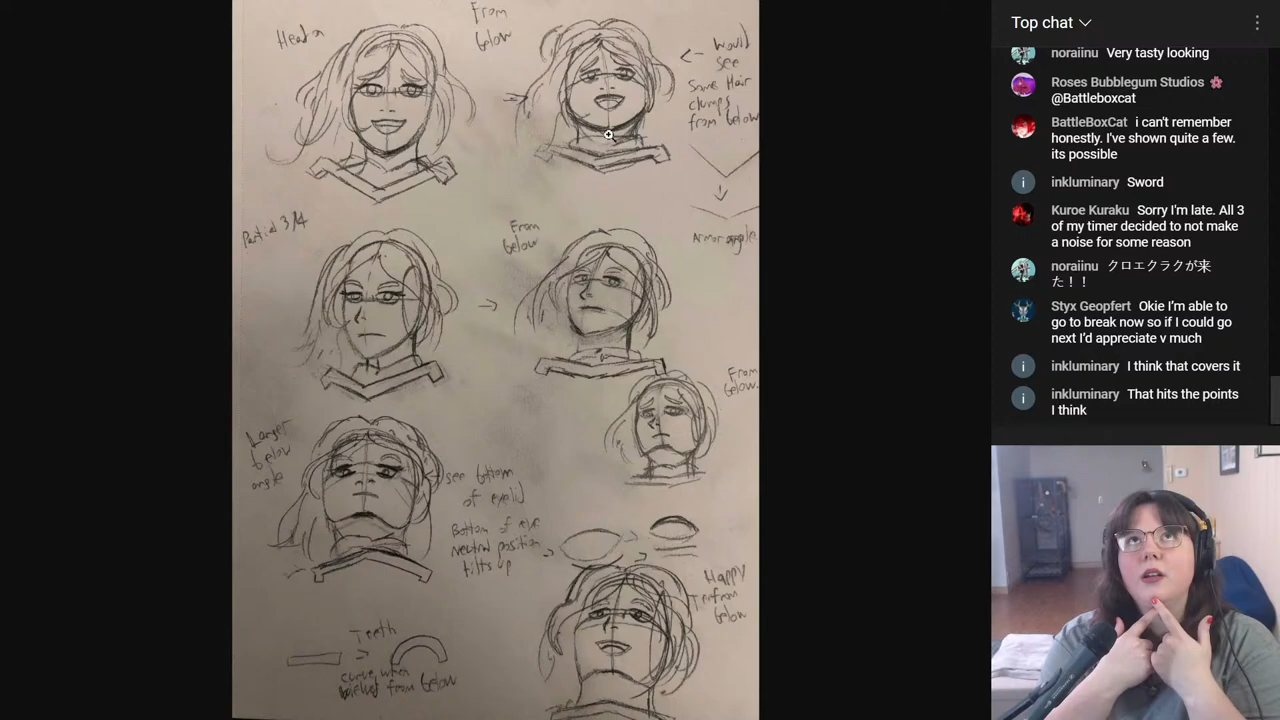 Head on
From
below
<- Would
see
Same Hair
clumps
from below
Armor angle.
Partial 3/4
From
below
From
below.
Larger
below
angle
see bottom
of eyelid
Bottom of
neutral position
tilts up
Happy
from
below
Teeth
curve when
from below
Top chat
noraiinu Very tasty looking
Roses Bubblegum Studios 🌸
@Battleboxcat
BattleBoxCat i can't remember
honestly. I've shown quite a few.
its possible
inkluminary Sword
Kuroe Kuraku Sorry I'm late. All 3
of my timer decided to not make
a noise for some reason
noraiinu クロエクラクが来
た！！
Styx Geopfert Okie I'm able to
go to break now so if I could go
next I'd appreciate v much
inkluminary I think that covers it
inkluminary That hits the points
I think